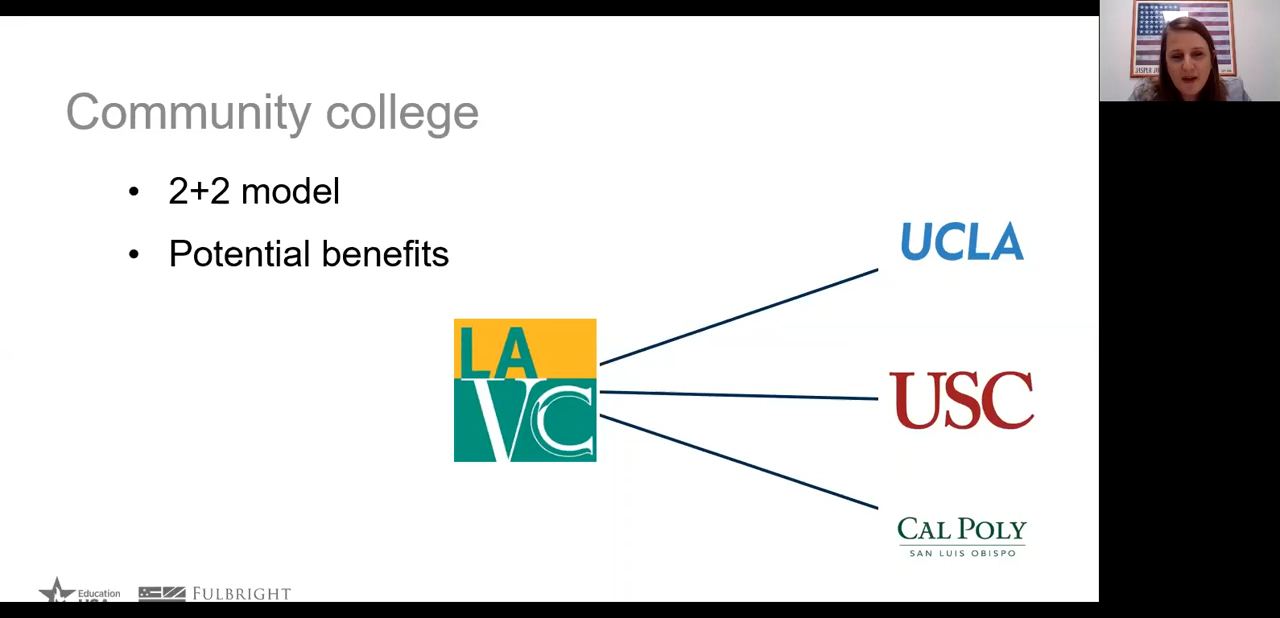 Community college
• 2+2 model
• Potential benefits
UCLA
LA
VC
USC
CAL POLY
SAN LUIS OBISPO
Education
USA
FULBRIGHT